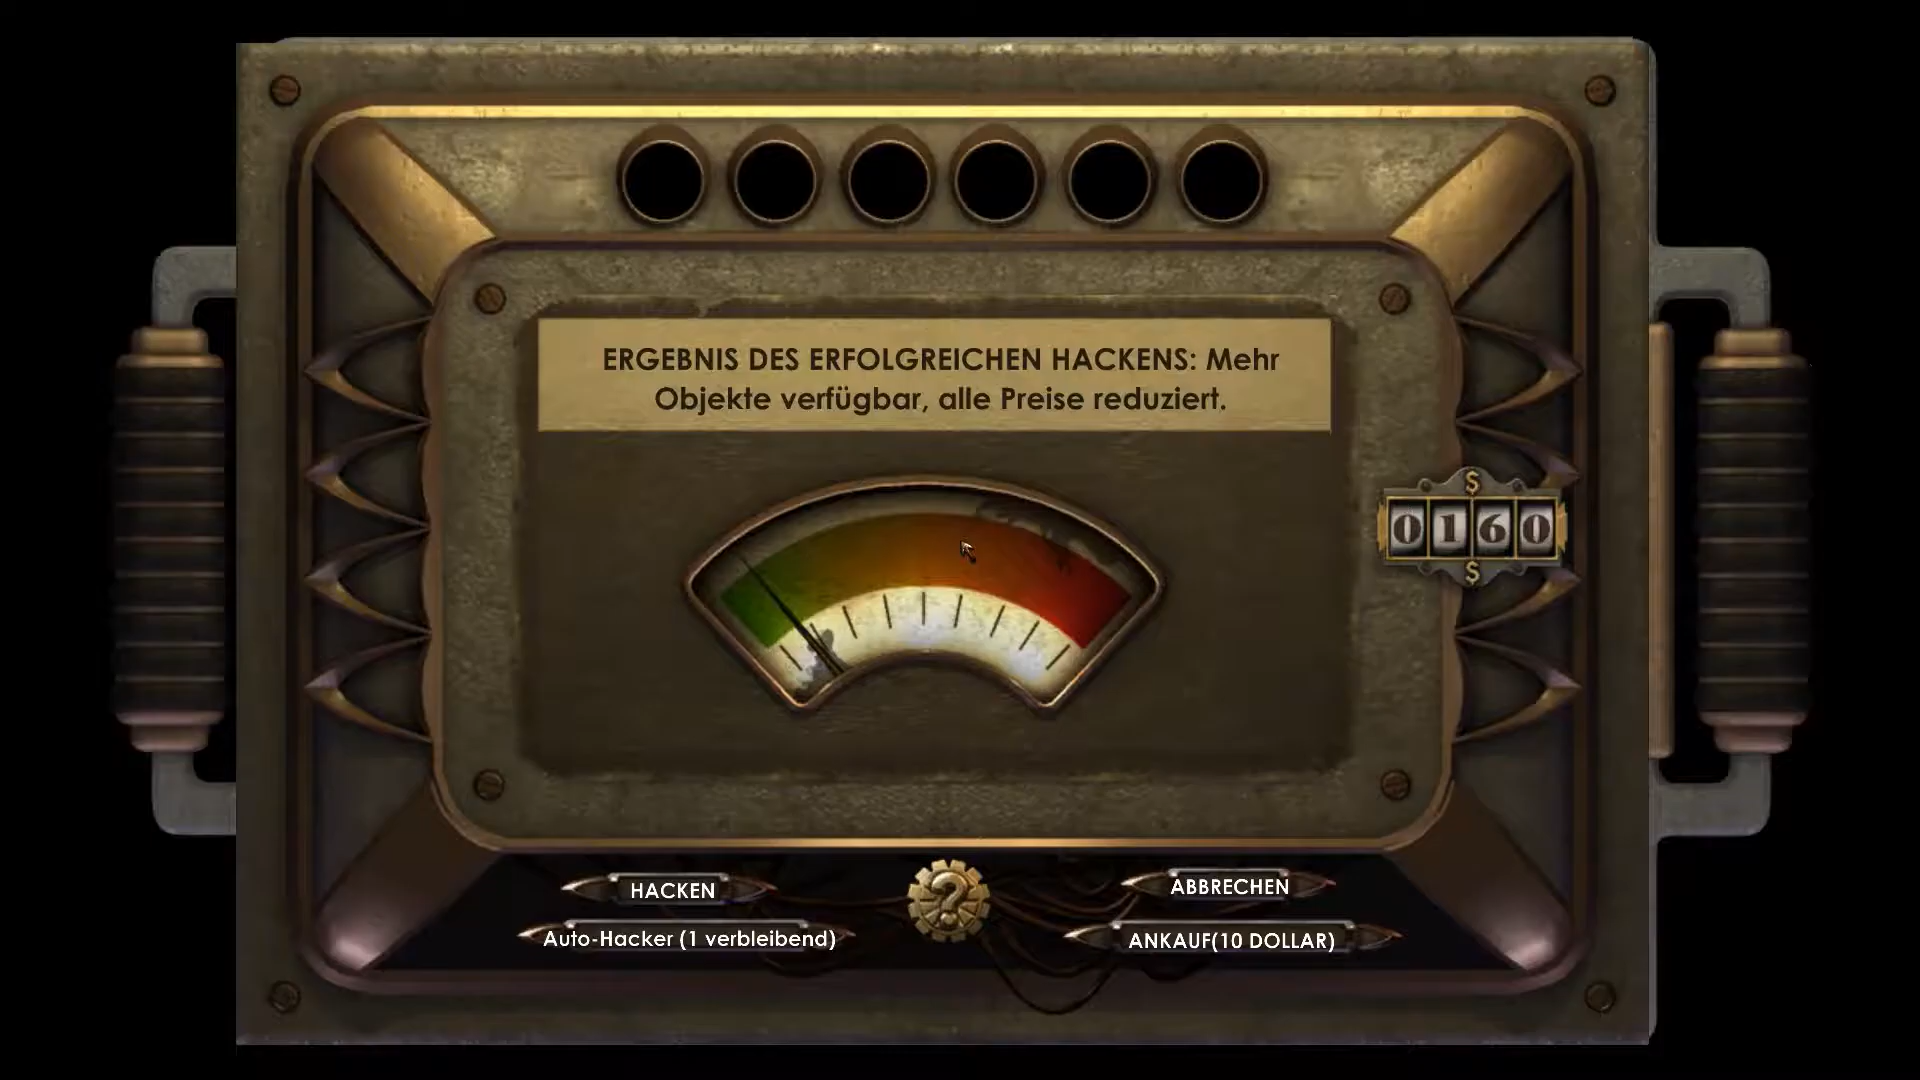 ERGEBNIS DES ERFOLGREICHEN HACKENS: Mehr
Objekte verfügbar, alle Preise reduziert.
$
0160
$
HACKEN
?
ABBRECHEN
Auto-Hacker (1 verbleibend)
ANKAUF(10 DOLLAR)